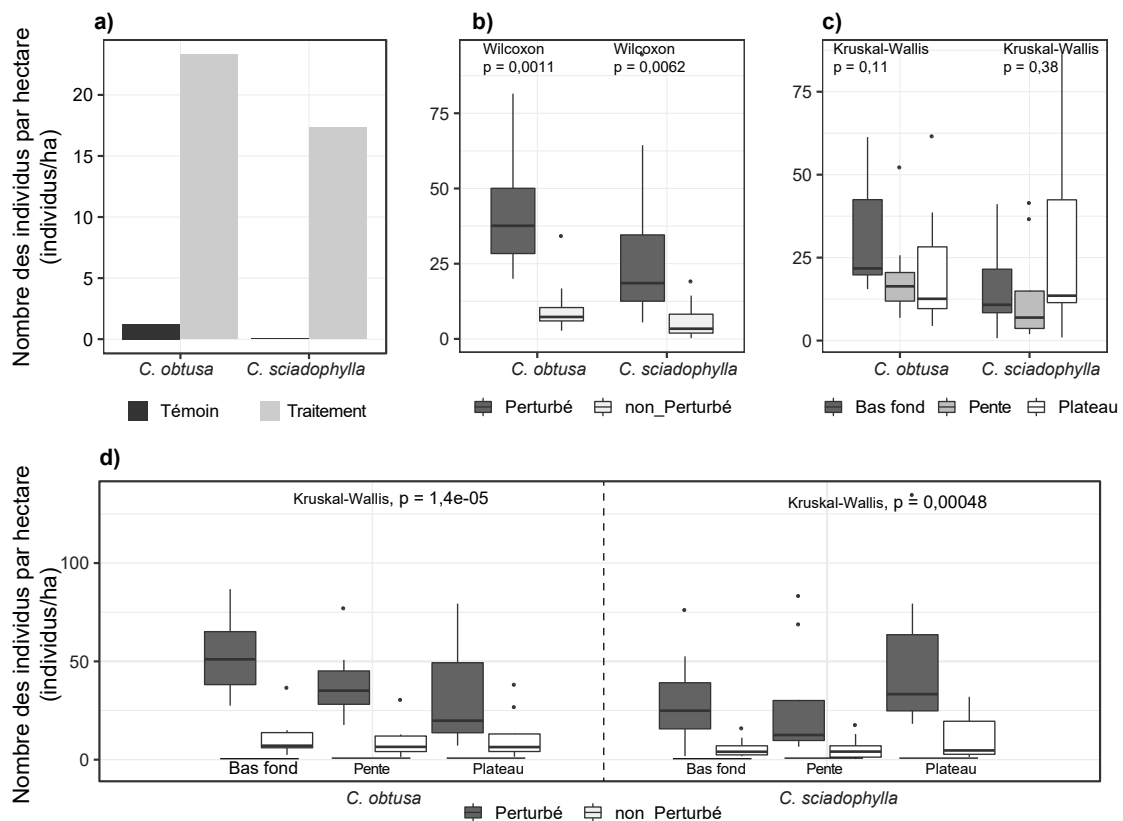 a)
b)
c)
Nombre des individus par hectare
(individus/ha)
20
15
10
5
0
C. obtusa
C. sciadophylla
Témoin
Traitement
Wilcoxon
p = 0,0011
Wilcoxon
p = 0,0062
75
50
25
0
C. obtusa
C. sciadophylla
Perturbé
non_Perturbé
Kruskal-Wallis
p = 0,11
Kruskal-Wallis
p = 0,38
75
50
25
0
C. obtusa
C. sciadophylla
Bas fond
Pente
Plateau
d)
Nombre des individus par hectare
(individus/ha)
Kruskal-Wallis, p = 1,4e-05
Kruskal-Wallis, p = 0,00048
100
50
0
Bas fond
Pente
Plateau
Bas fond
Pente
Plateau
C. obtusa
C. sciadophylla
Perturbé
non_Perturbé